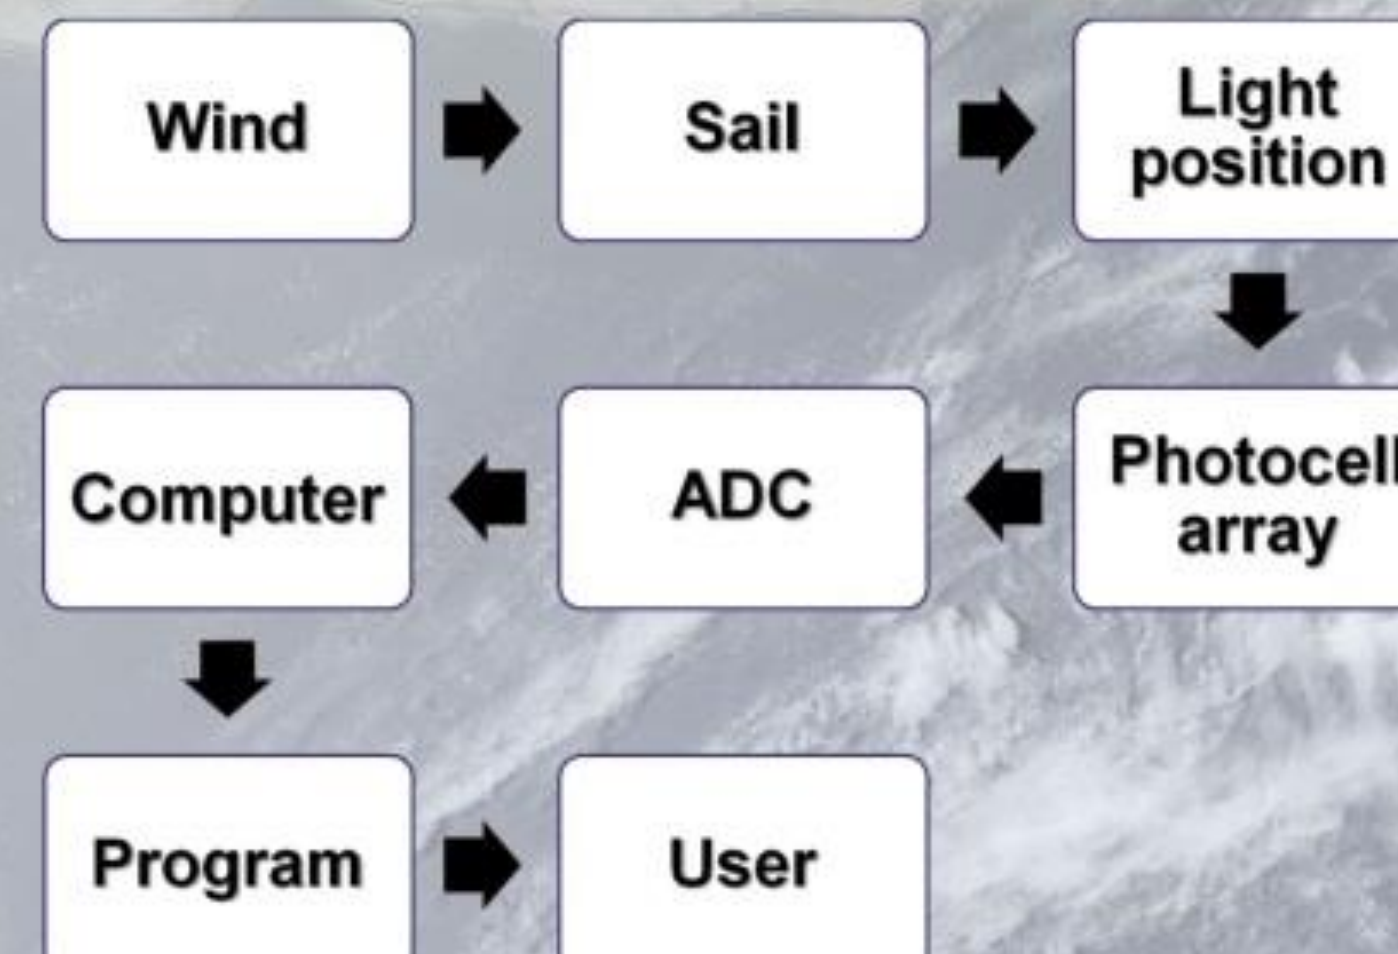 Wind
Sail
Light
position
Photocell
array
ADC
Computer
Program
User